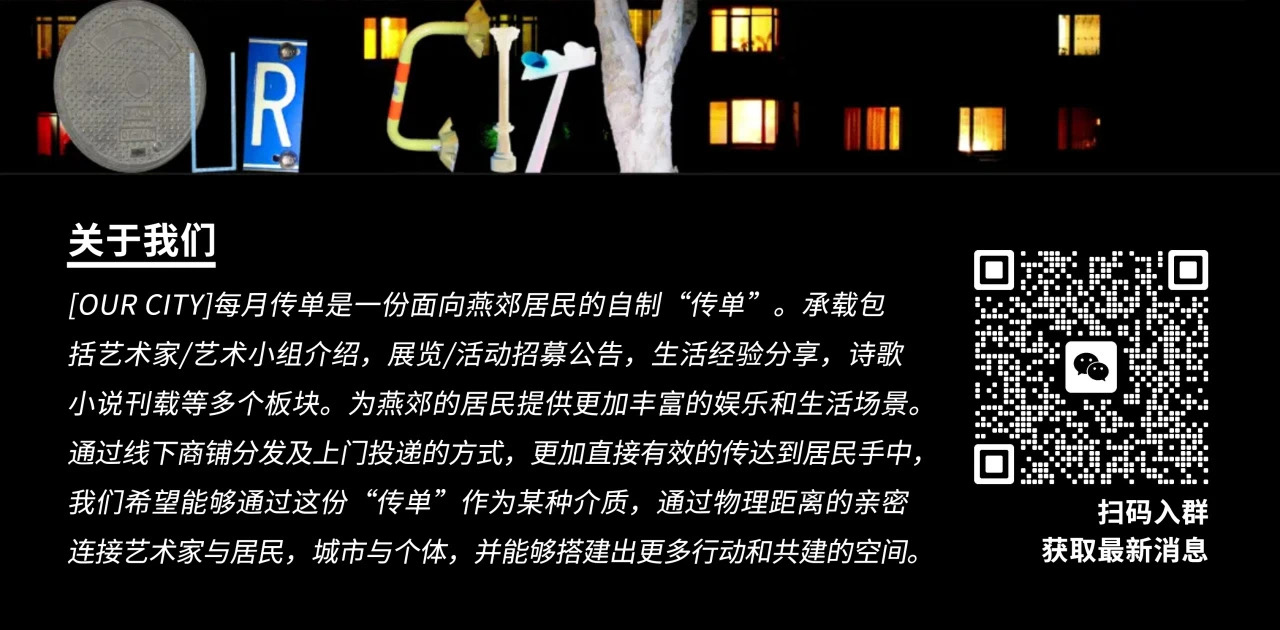 OUR CITY
关于我们
[OUR CITY]每月传单是一份面向燕郊居民的自制“传单”。承载包
括艺术家/艺术小组介绍，展览/活动招募公告，生活经验分享，诗歌
小说刊载等多个板块。为燕郊的居民提供更加丰富的娱乐和生活场景。
通过线下商铺分发及上门投递的方式，更加直接有效的传达到居民手中，
我们希望能够通过这份“传单”作为某种介质，通过物理距离的亲密
连接艺术家与居民，城市与个体，并能够搭建出更多行动和共建的空间。
扫码入群
获取最新消息